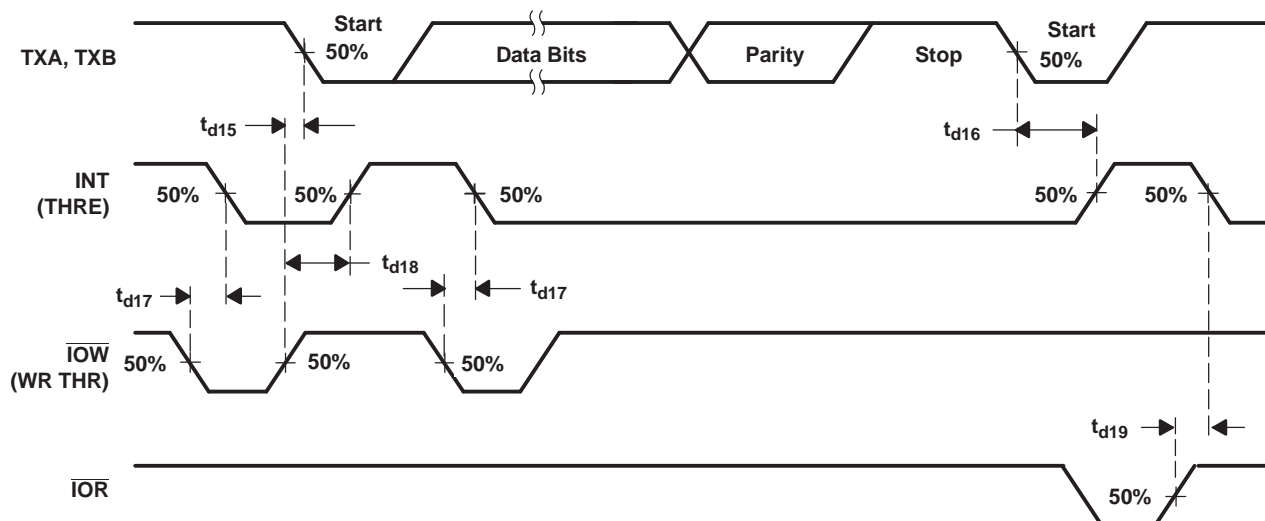 Start
Start
TXA, TXB
50%
Data Bits
Parity
Stop
50%
td15
td16
INT
(THRE)
50%
50%
50%
50%
50%
td18
td17
td17
IOW
(WR THR)
50%
50%
50%
td19
IOR
50%